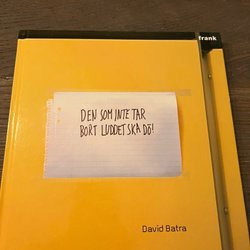 frank
DEN SOM INTE TAR
BORT LUDDET SKA DÖ!
David Batra